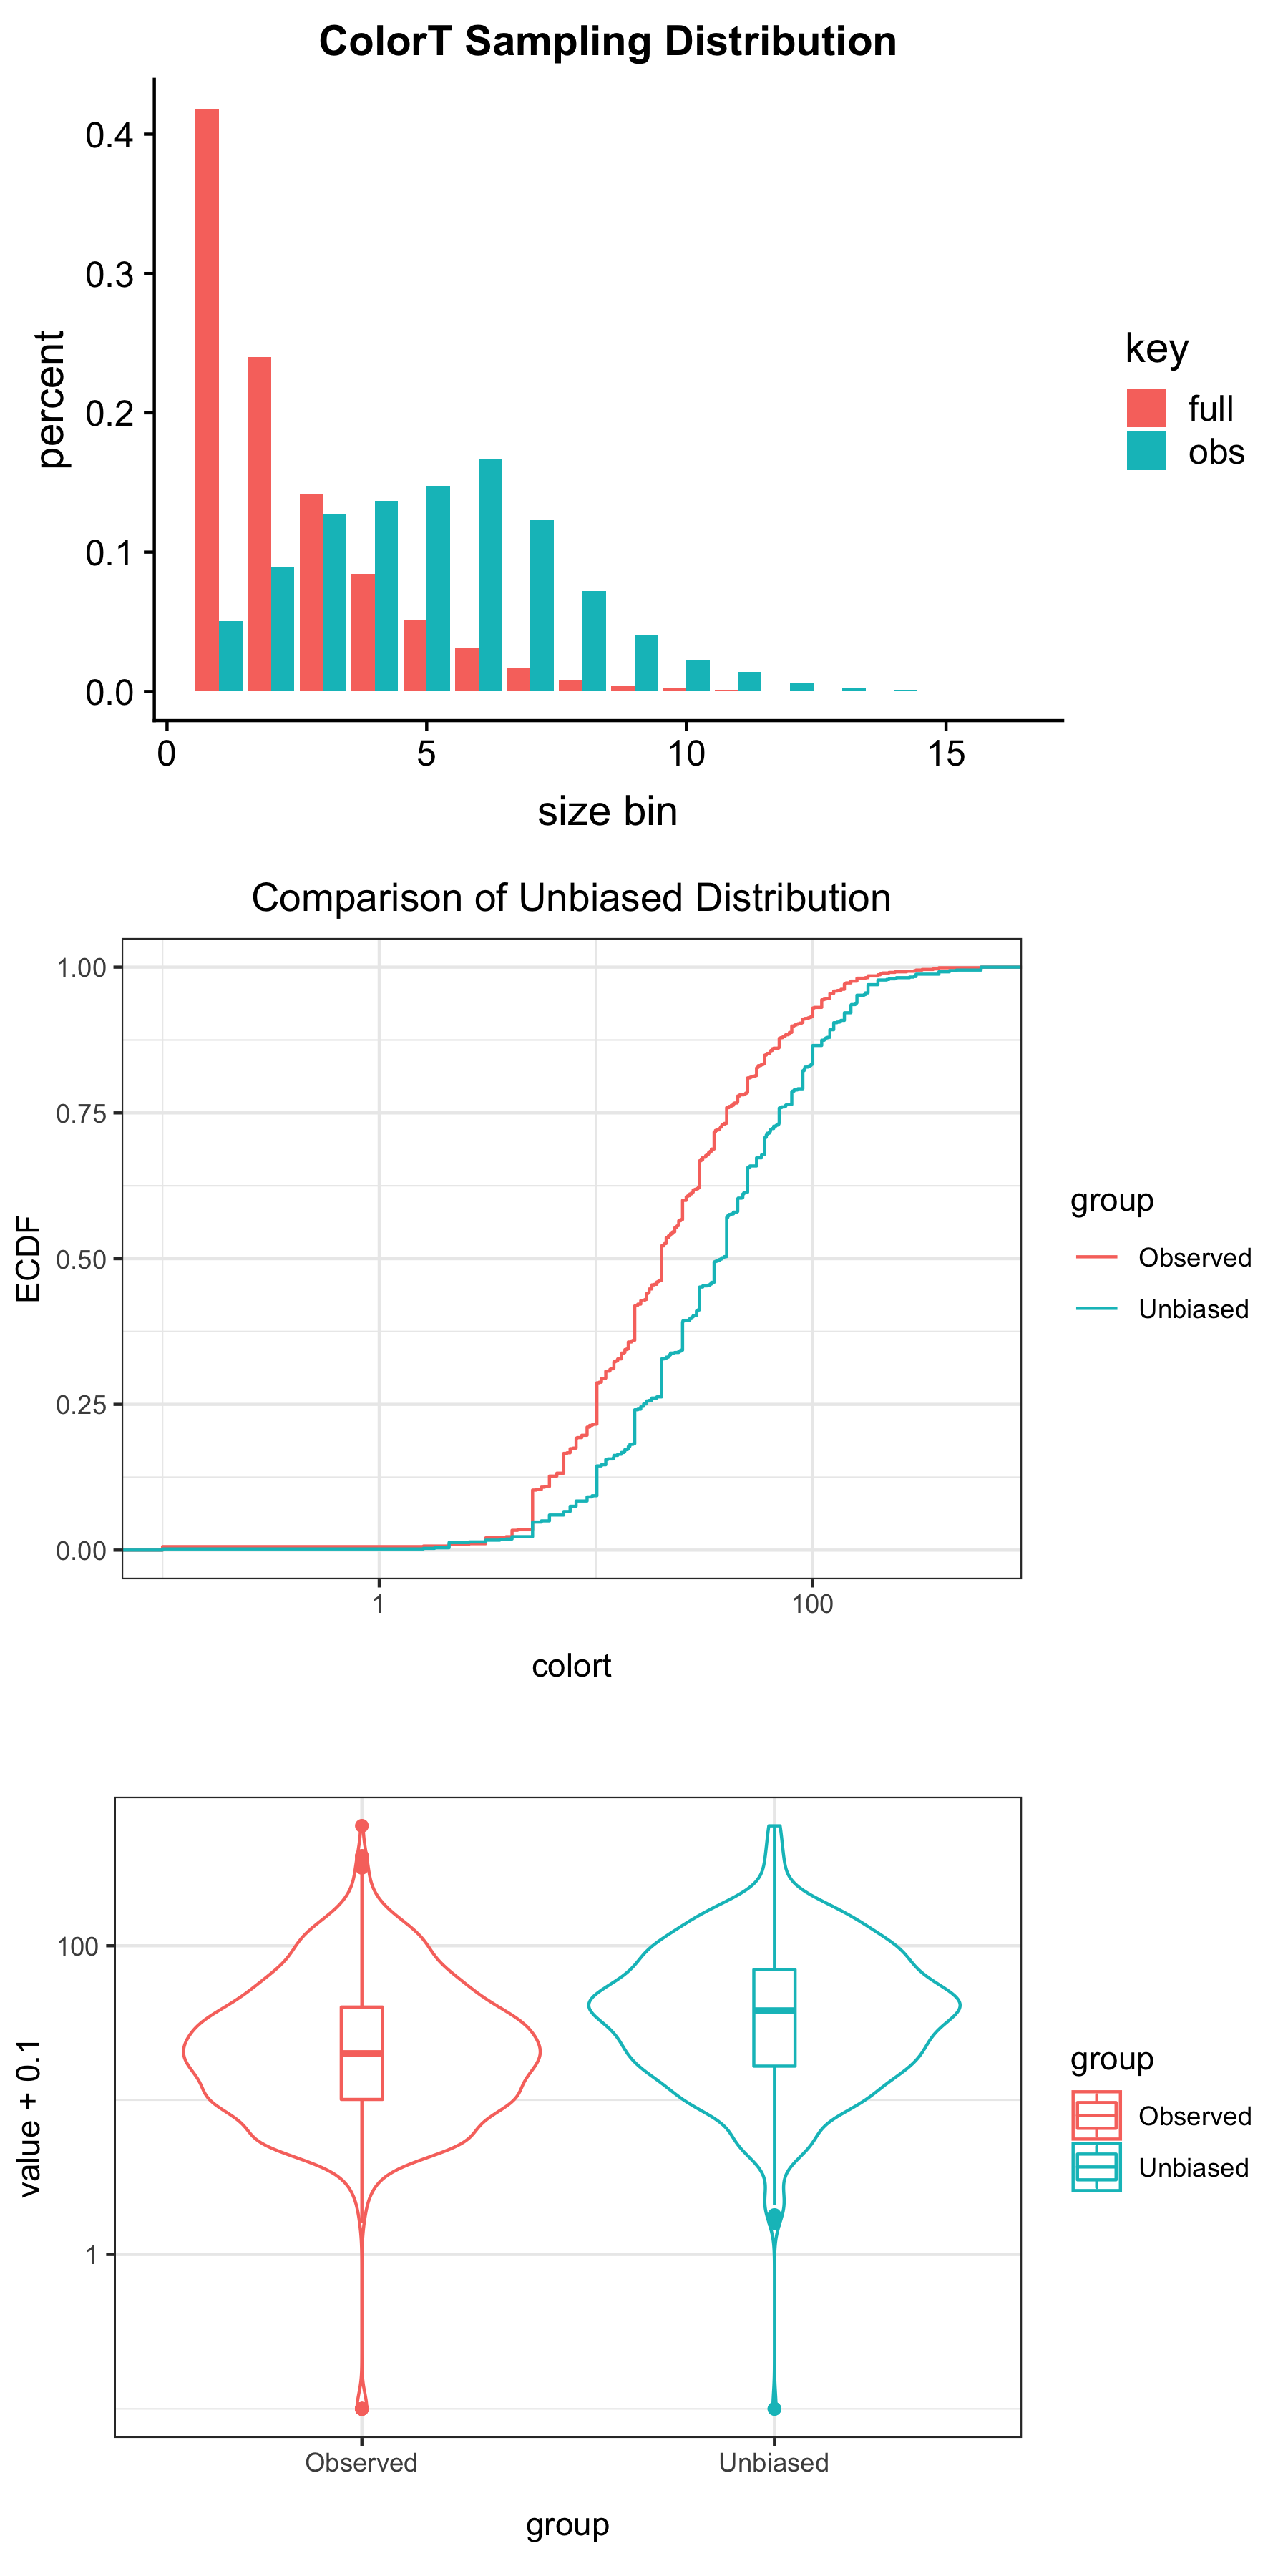 ColorT Sampling Distribution
0.4
0.3
0.2
0.1
0.0
percent
0 5 10 15
size bin
key
full
obs
Comparison of Unbiased Distribution
1.00
0.75
0.50
0.25
0.00
ECDF
1 100
colort
group
Observed
Unbiased
100
1
value + 0.1
Observed Unbiased
group
group
Observed
Unbiased